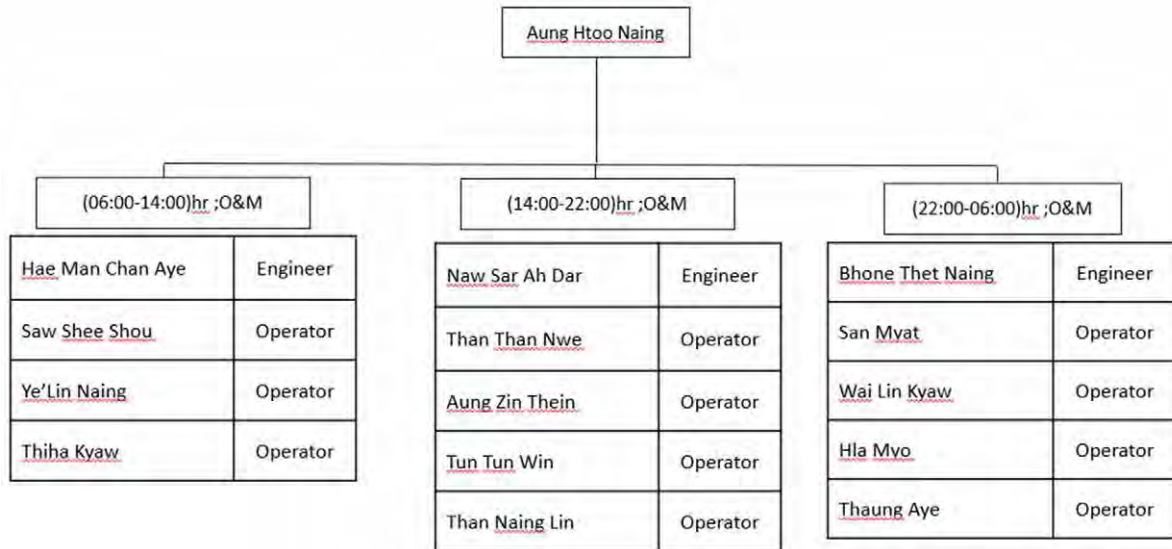 Aung Htoo Naing
(06:00-14:00)hr ;O&M
Hae Man Chan Aye Engineer
Saw Shee Shou Operator
Ye'Lin Naing Operator
Thiha Kyaw Operator
(14:00-22:00)hr ;O&M
Naw Sar Ah Dar Engineer
Than Than Nwe Operator
Aung Zin Thein Operator
Tun Tun Win Operator
Than Naing Lin Operator
(22:00-06:00)hr ;O&M
Bhone Thet Naing Engineer
San Myat Operator
Wai Lin Kyaw Operator
Hla Myo Operator
Thaung Aye Operator